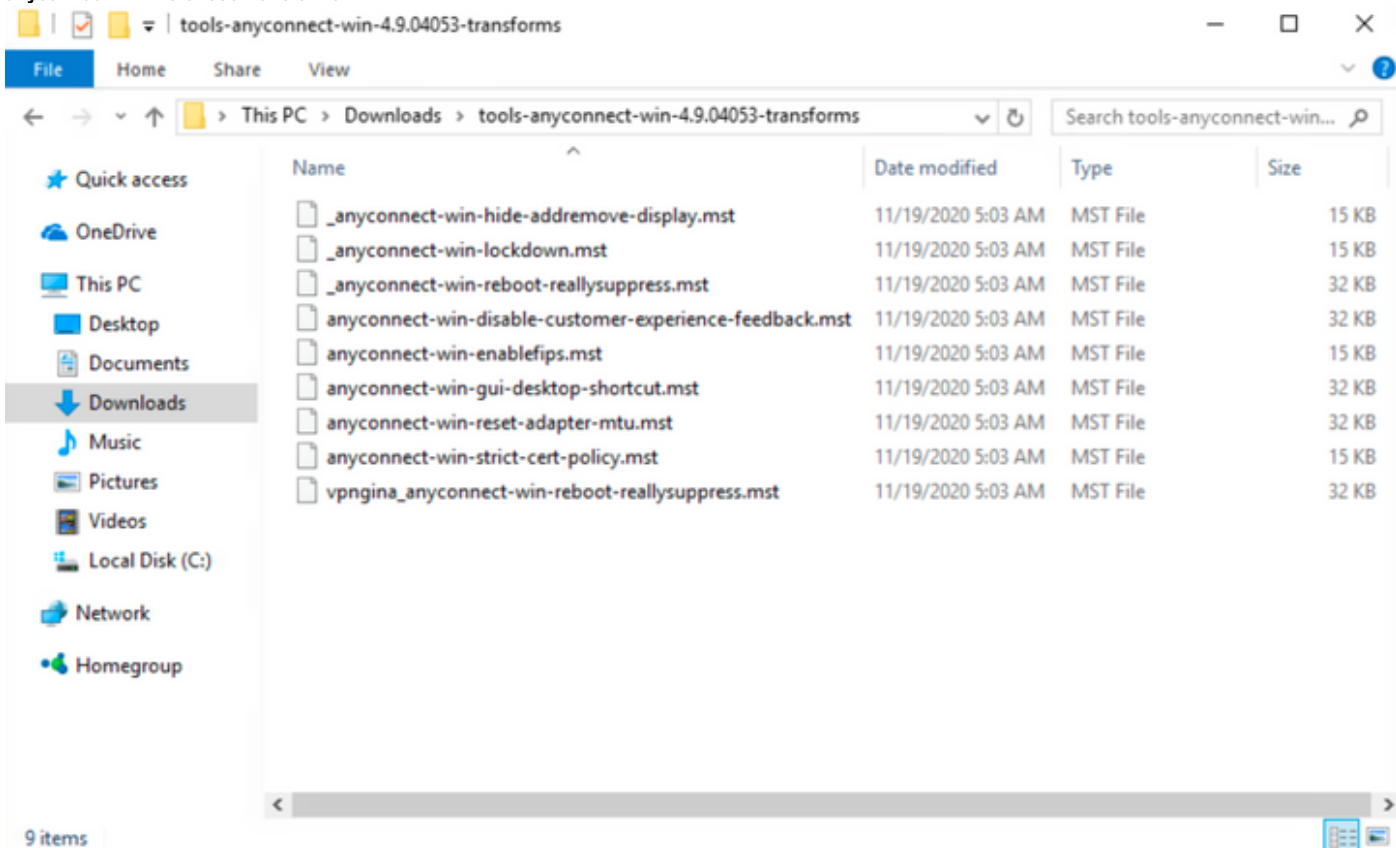 tools-anyconnect-win-4.9.04053-transforms
File Home Share View
This PC > Downloads > tools-anyconnect-win-4.9.04053-transforms
Search tools-anyconnect-win...
Name Date modified Type Size
Quick access
OneDrive
This PC
Desktop
Documents
Downloads
Music
Pictures
Videos
Local Disk (C:)
Network
Homegroup
_anyconnect-win-hide-addremove-display.mst 11/19/2020 5:03 AM MST File 15 KB
_anyconnect-win-lockdown.mst 11/19/2020 5:03 AM MST File 15 KB
_anyconnect-win-reboot-reallysuppress.mst 11/19/2020 5:03 AM MST File 32 KB
anyconnect-win-disable-customer-experience-feedback.mst 11/19/2020 5:03 AM MST File 32 KB
anyconnect-win-enablefips.mst 11/19/2020 5:03 AM MST File 15 KB
anyconnect-win-gui-desktop-shortcut.mst 11/19/2020 5:03 AM MST File 32 KB
anyconnect-win-reset-adapter-mtu.mst 11/19/2020 5:03 AM MST File 32 KB
anyconnect-win-strict-cert-policy.mst 11/19/2020 5:03 AM MST File 15 KB
vpngina_anyconnect-win-reboot-reallysuppress.mst 11/19/2020 5:03 AM MST File 32 KB
9 items